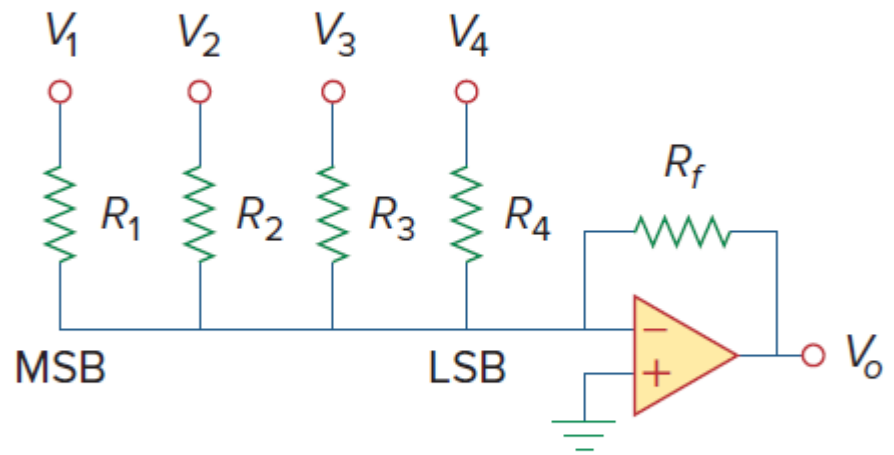 V1 V2 V3 V4
R1 R2 R3 R4 Rf
MSB LSB − + Vo